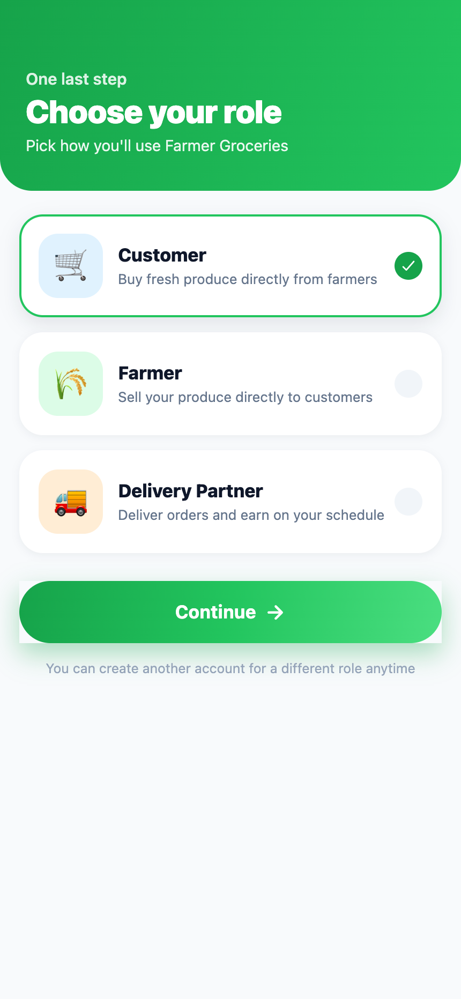 One last step
Choose your role
Pick how you'll use Farmer Groceries
Customer
Buy fresh produce directly from farmers
Farmer
Sell your produce directly to customers
Delivery Partner
Deliver orders and earn on your schedule
Continue →
You can create another account for a different role anytime